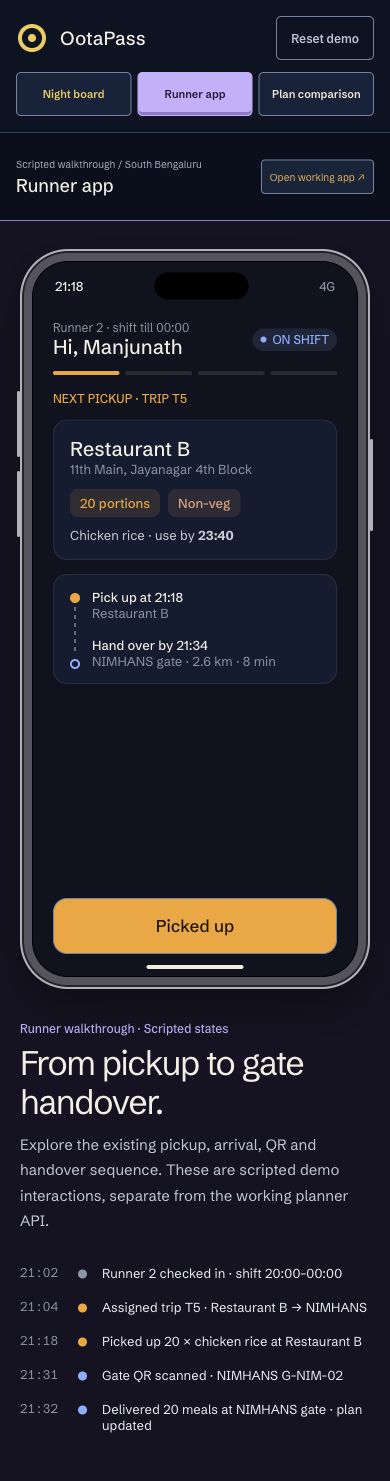 OotaPass
Reset demo
Night board
Runner app
Plan comparison
Scripted walkthrough / South Bengaluru
Runner app
Open working app ↗
21:18
4G
Runner 2 · shift till 00:00
Hi, Manjunath
ON SHIFT
NEXT PICKUP · TRIP T5
Restaurant B
11th Main, Jayanagar 4th Block
20 portions
Non-veg
Chicken rice · use by 23:40
Pick up at 21:18
Restaurant B
Hand over by 21:34
NIMHANS gate · 2.6 km · 8 min
Picked up
Runner walkthrough · Scripted states
From pickup to gate
handover.
Explore the existing pickup, arrival, QR and
handover sequence. These are scripted demo
interactions, separate from the working planner
API.
21:02 Runner 2 checked in · shift 20:00–00:00
21:04 Assigned trip T5 · Restaurant B → NIMHANS
21:18 Picked up 20 × chicken rice at Restaurant B
21:31 Gate QR scanned · NIMHANS G-NIM-02
21:32 Delivered 20 meals at NIMHANS gate · plan
updated